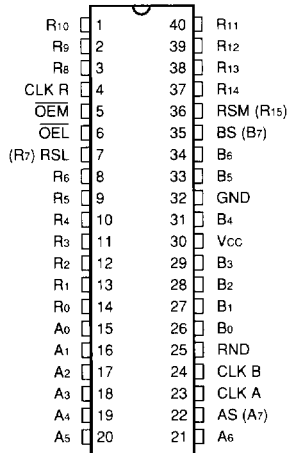 R10 1 40 R11
R9 2 39 R12
R8 3 38 R13
CLK R 4 37 R14
O̅E̅M̅ 5 36 RSM (R15)
O̅E̅L̅ 6 35 BS (B7)
(R7) RSL 7 34 B6
R6 8 33 B5
R5 9 32 GND
R4 10 31 B4
R3 11 30 VCC
R2 12 29 B3
R1 13 28 B2
R0 14 27 B1
A0 15 26 B0
A1 16 25 RND
A2 17 24 CLK B
A3 18 23 CLK A
A4 19 22 AS (A7)
A5 20 21 A6